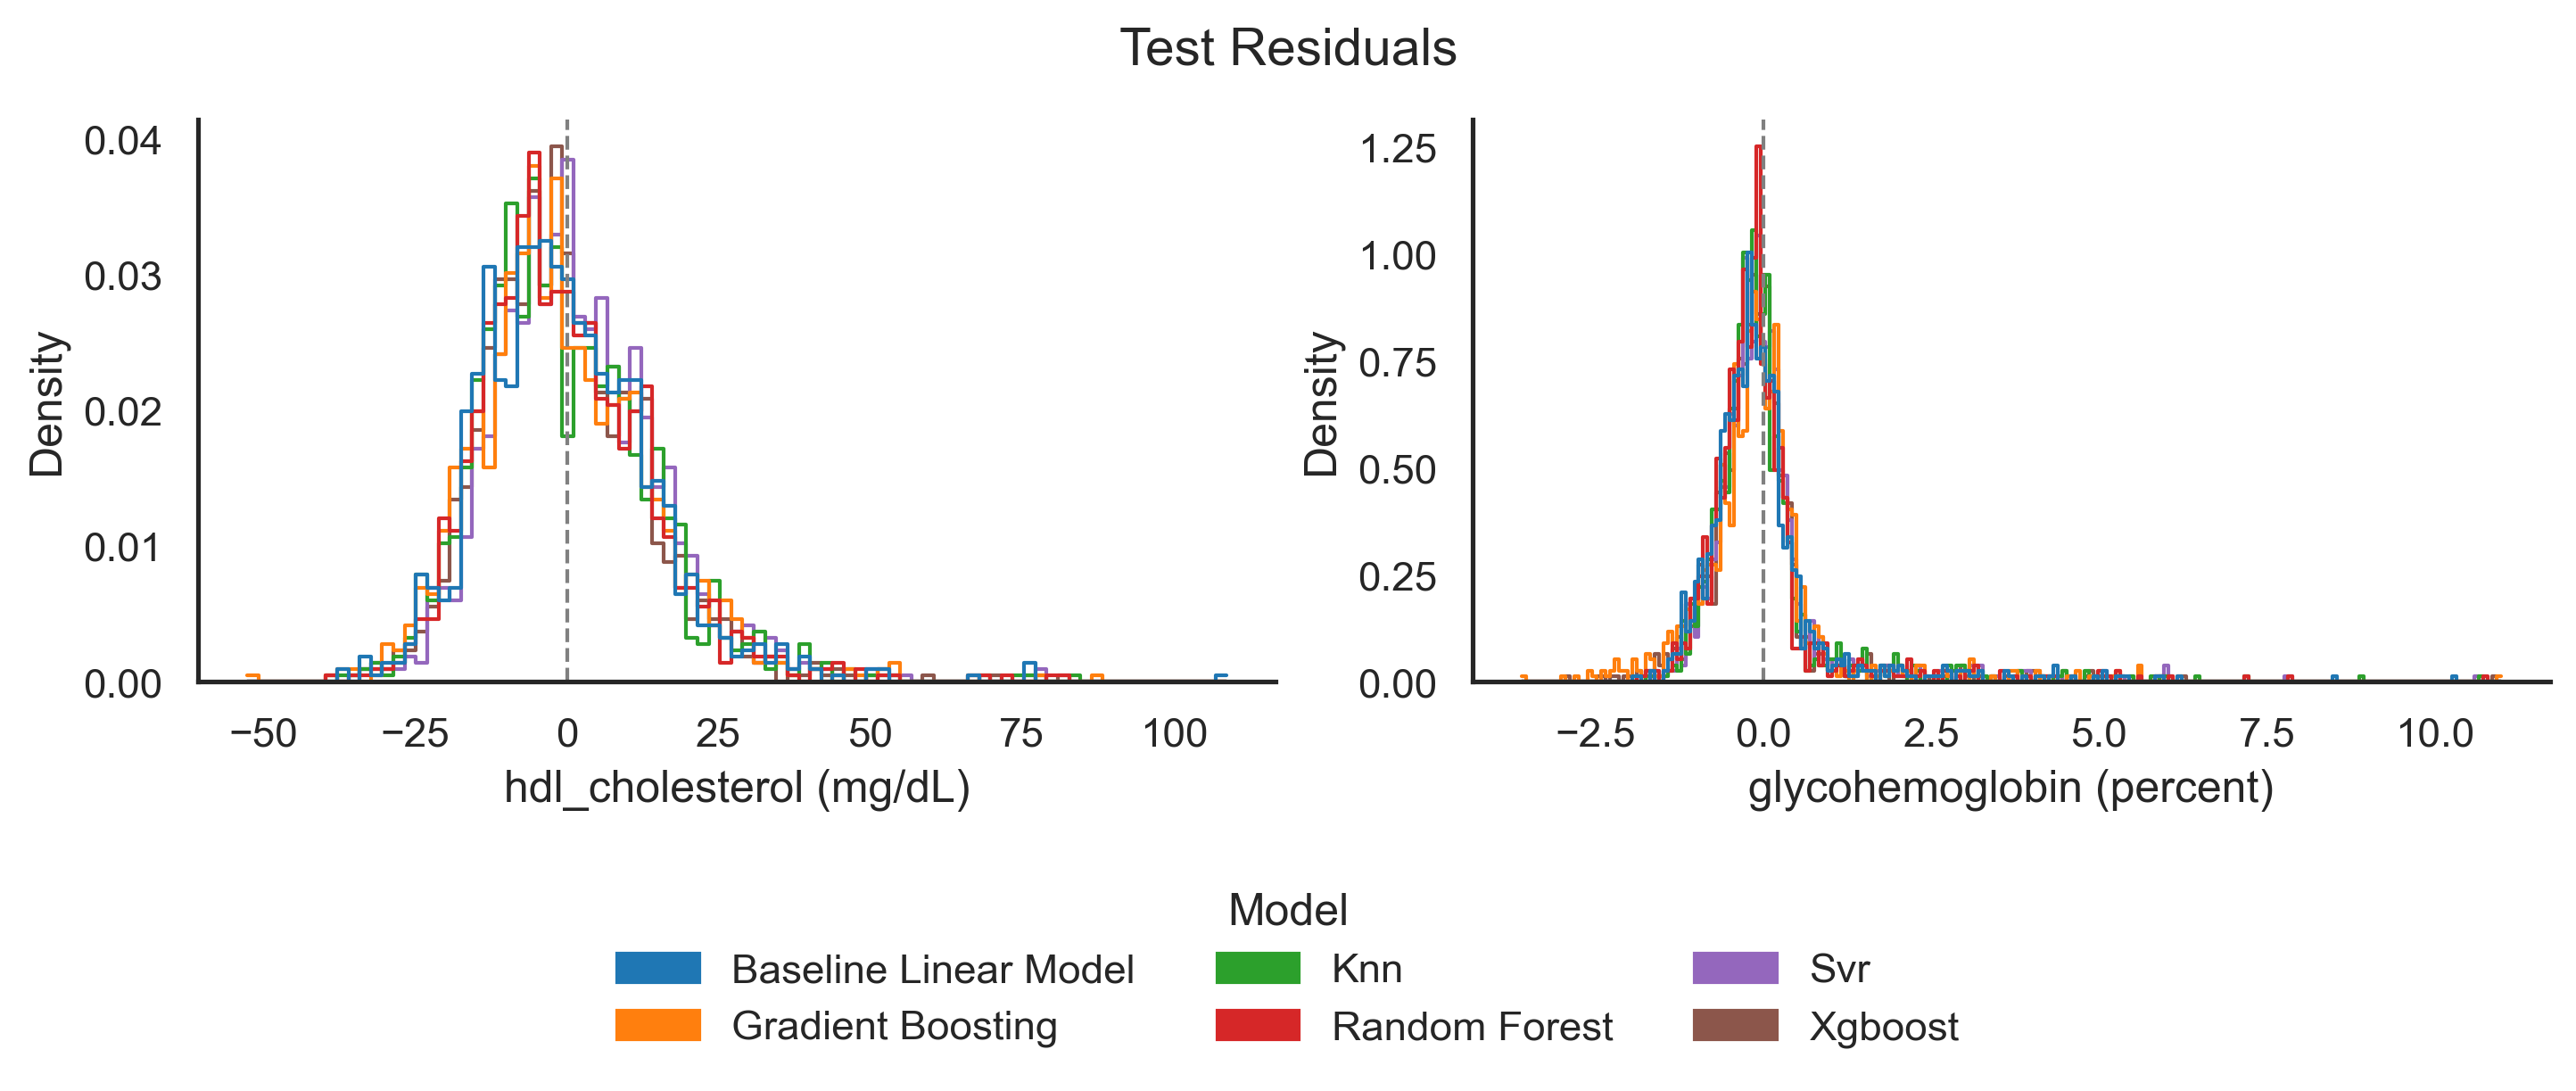 Test Residuals
Density
0.04
0.03
0.02
0.01
0.00
−50 −25 0 25 50 75 100
hdl_cholesterol (mg/dL)
Density
1.25
1.00
0.75
0.50
0.25
0.00
−2.5 0.0 2.5 5.0 7.5 10.0
glycohemoglobin (percent)
Model
Baseline Linear Model Knn Svr
Gradient Boosting Random Forest Xgboost